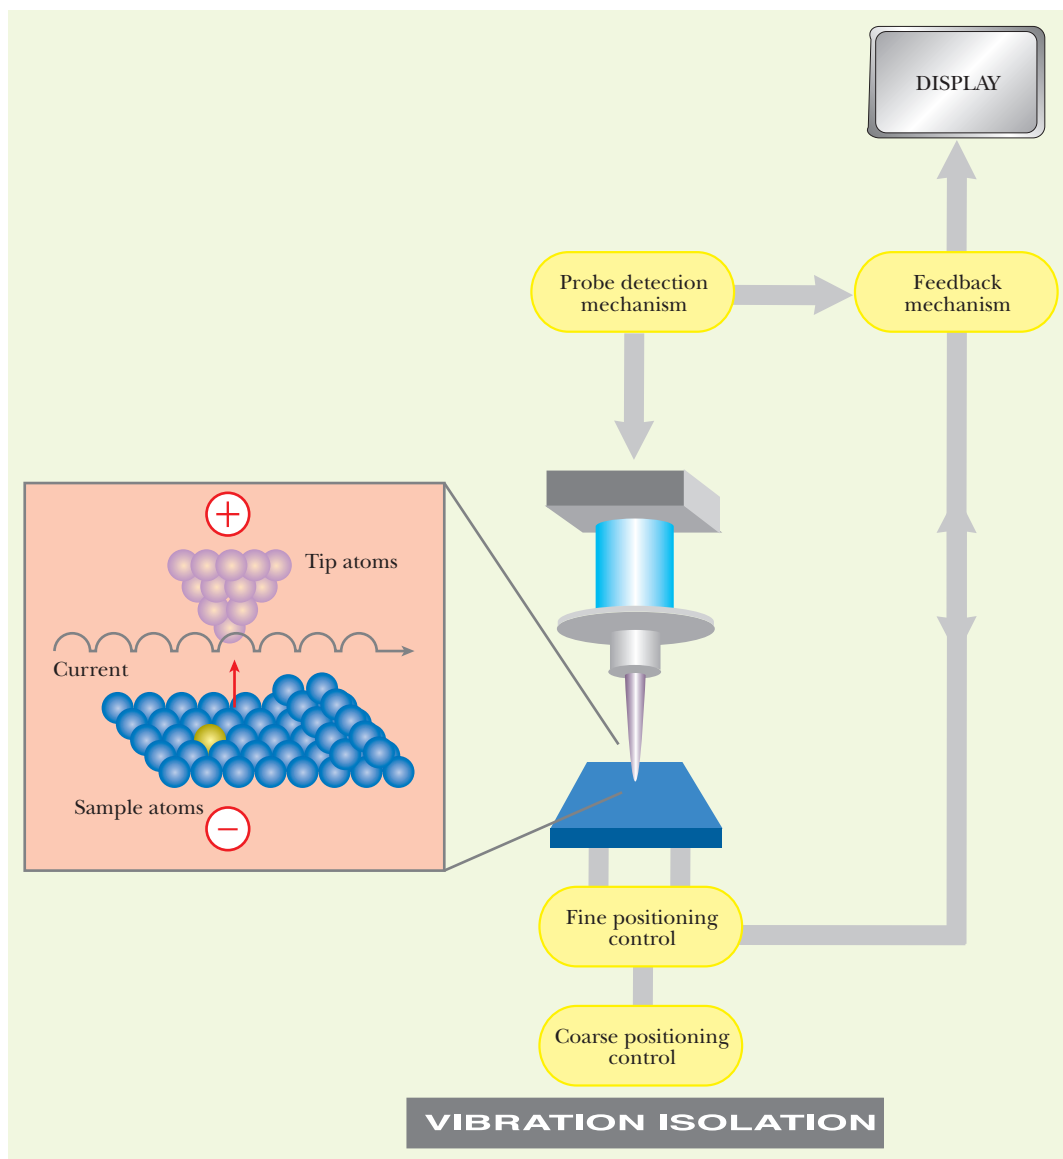 DISPLAY
Probe detection
mechanism
Feedback
mechanism
+
Tip atoms
Current
Sample atoms
−
Fine positioning
control
Coarse positioning
control
VIBRATION ISOLATION